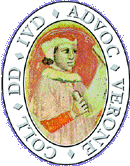 COLL • DD • IVD • ADVOC • VERONE •